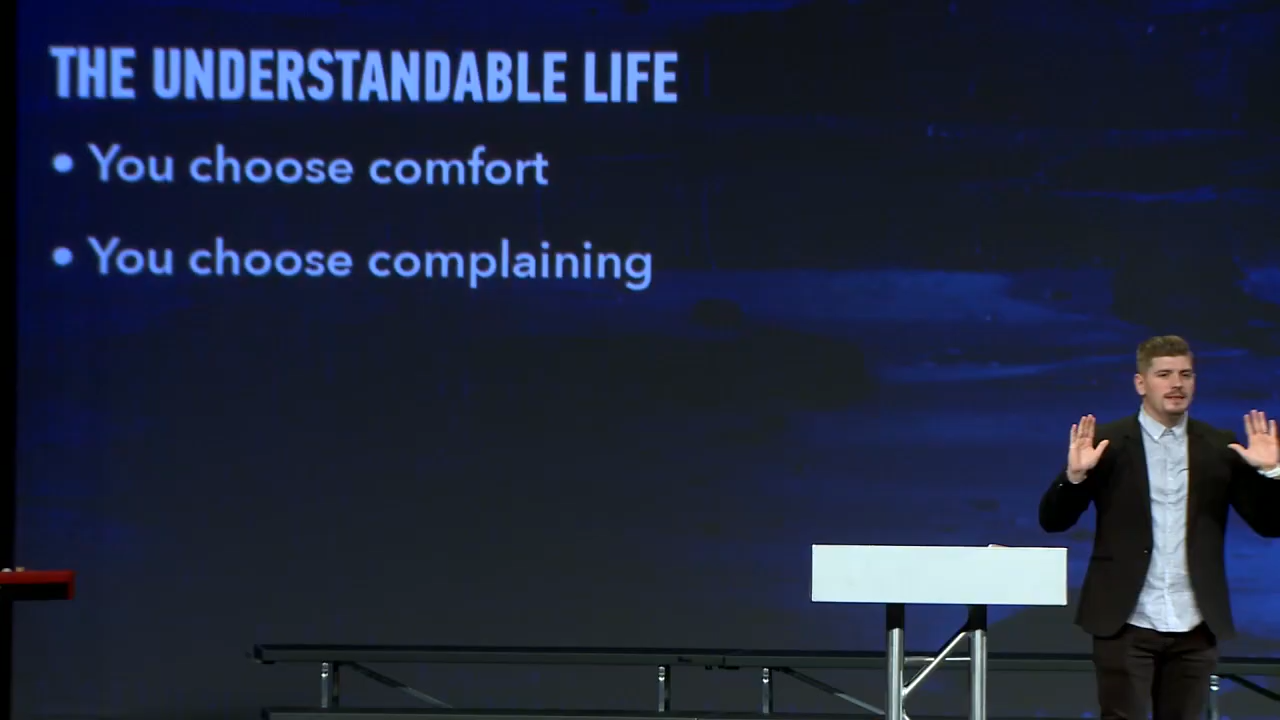 THE UNDERSTANDABLE LIFE
• You choose comfort
• You choose complaining